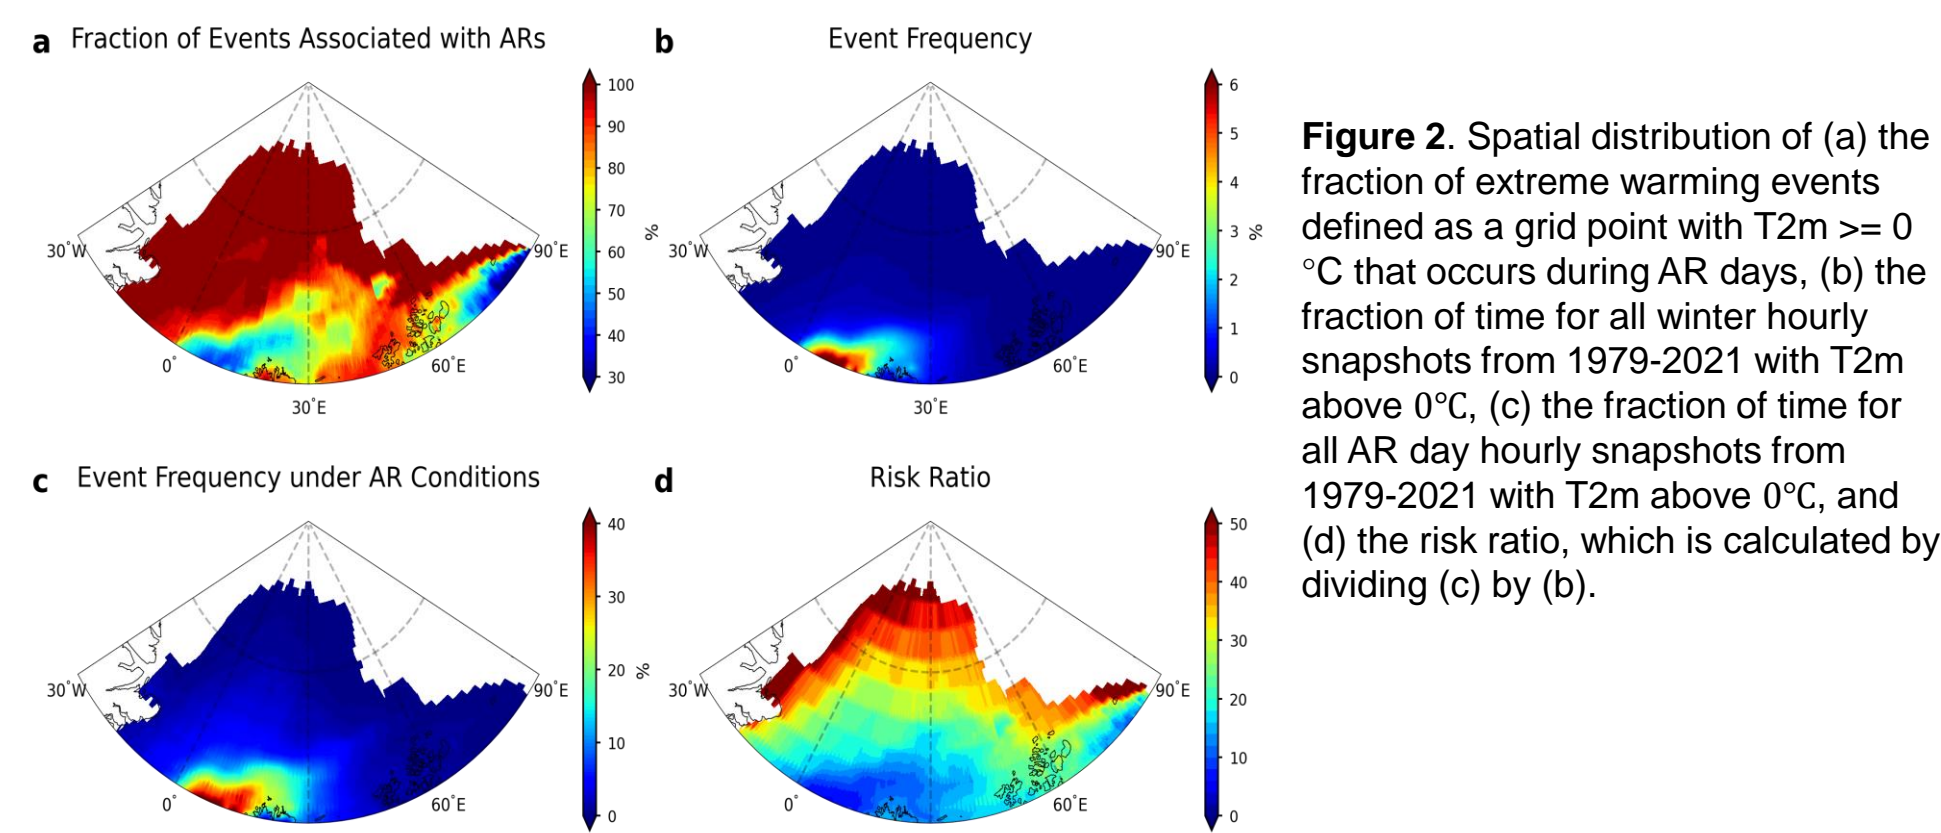 a Fraction of Events Associated with ARs
30°W
90°E
0°
60°E
30°E
100
90
80
70
60
50
40
30
%
b Event Frequency
30°W
90°E
0°
60°E
30°E
6
5
4
3
2
1
0
%
c Event Frequency under AR Conditions
30°W
90°E
0°
60°E
40
30
20
10
0
%
d Risk Ratio
30°W
90°E
0°
60°E
50
40
30
20
10
0
Figure 2. Spatial distribution of (a) the
fraction of extreme warming events
defined as a grid point with T2m >= 0
°C that occurs during AR days, (b) the
fraction of time for all winter hourly
snapshots from 1979-2021 with T2m
above 0℃, (c) the fraction of time for
all AR day hourly snapshots from
1979-2021 with T2m above 0℃, and
(d) the risk ratio, which is calculated by
dividing (c) by (b).